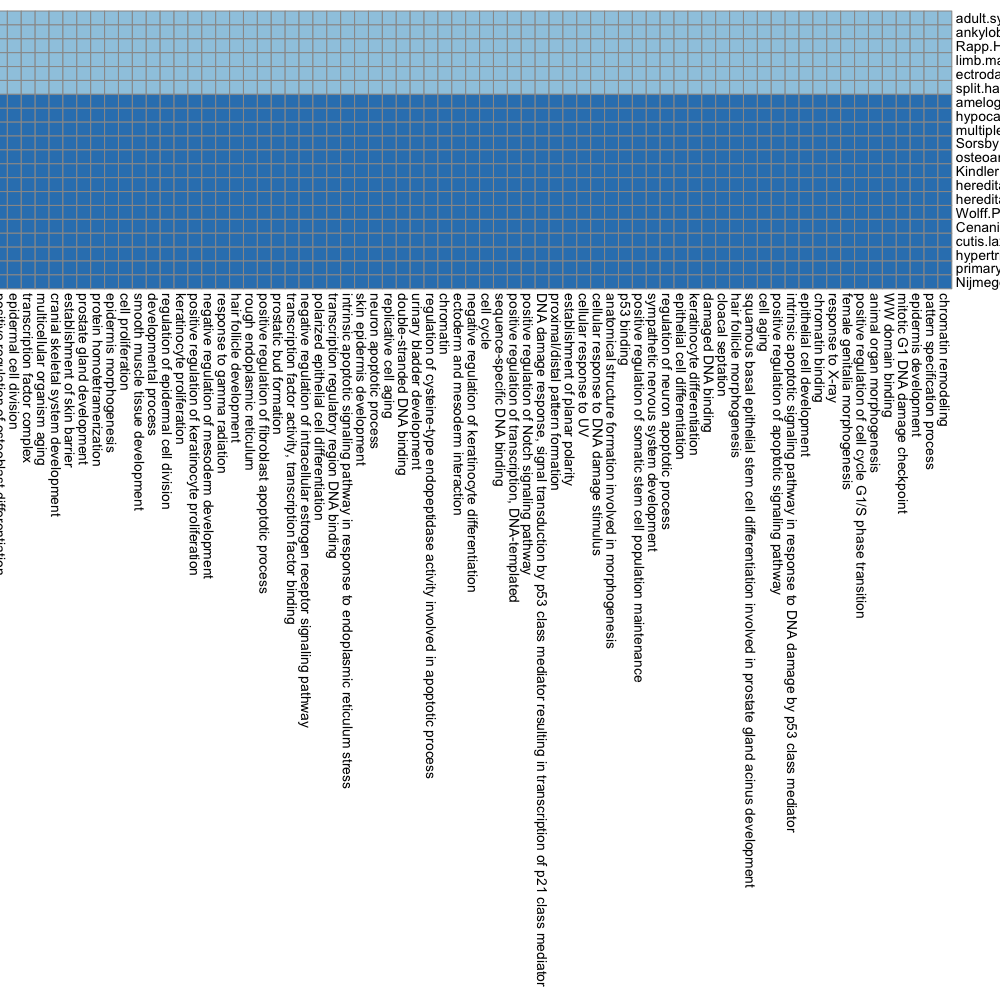 adult.sy
ankylob
Rapp.H
limb.ma
ectroda
split.ha
amelog
hypoca
multiple
Sorsby
osteoar
Kindler
heredita
heredita
Wolff.P
Cenani
cutis.la
hypertr
primary
Nijmege
positive regulation of osteoblast differentiation
epidermal cell division
transcription factor complex
multicellular organism aging
cranial skeletal system development
establishment of skin barrier
prostate gland development
protein homotetramerization
epidermis morphogenesis
cell proliferation
smooth muscle tissue development
developmental process
regulation of epidermal cell division
keratinocyte proliferation
positive regulation of keratinocyte proliferation
negative regulation of mesoderm development
response to gamma radiation
hair follicle development
rough endoplasmic reticulum
positive regulation of fibroblast apoptotic process
prostatic bud formation
transcription factor activity, transcription factor binding
negative regulation of intracellular estrogen receptor signaling pathway
polarized epithelial cell differentiation
transcription regulatory region DNA binding
intrinsic apoptotic signaling pathway in response to endoplasmic reticulum stress
skin epidermis development
neuron apoptotic process
replicative cell aging
double-stranded DNA binding
urinary bladder development
regulation of cysteine-type endopeptidase activity involved in apoptotic process
chromatin
ectoderm and mesoderm interaction
negative regulation of keratinocyte differentiation
cell cycle
sequence-specific DNA binding
positive regulation of transcription, DNA-templated
positive regulation of Notch signaling pathway
DNA damage response, signal transduction by p53 class mediator resulting in transcription of p21 class mediator
proximal/distal pattern formation
establishment of planar polarity
cellular response to UV
cellular response to DNA damage stimulus
anatomical structure formation involved in morphogenesis
p53 binding
positive regulation of somatic stem cell population maintenance
sympathetic nervous system development
regulation of neuron apoptotic process
epithelial cell differentiation
keratinocyte differentiation
damaged DNA binding
cloacal septation
hair follicle morphogenesis
squamous basal epithelial stem cell differentiation involved in prostate gland acinus development
cell aging
positive regulation of apoptotic signaling pathway
intrinsic apoptotic signaling pathway in response to DNA damage by p53 class mediator
epithelial cell development
chromatin binding
response to X-ray
female genitalia morphogenesis
positive regulation of cell cycle G1/S phase transition
animal organ morphogenesis
WW domain binding
mitotic G1 DNA damage checkpoint
epidermis development
pattern specification process
chromatin remodeling